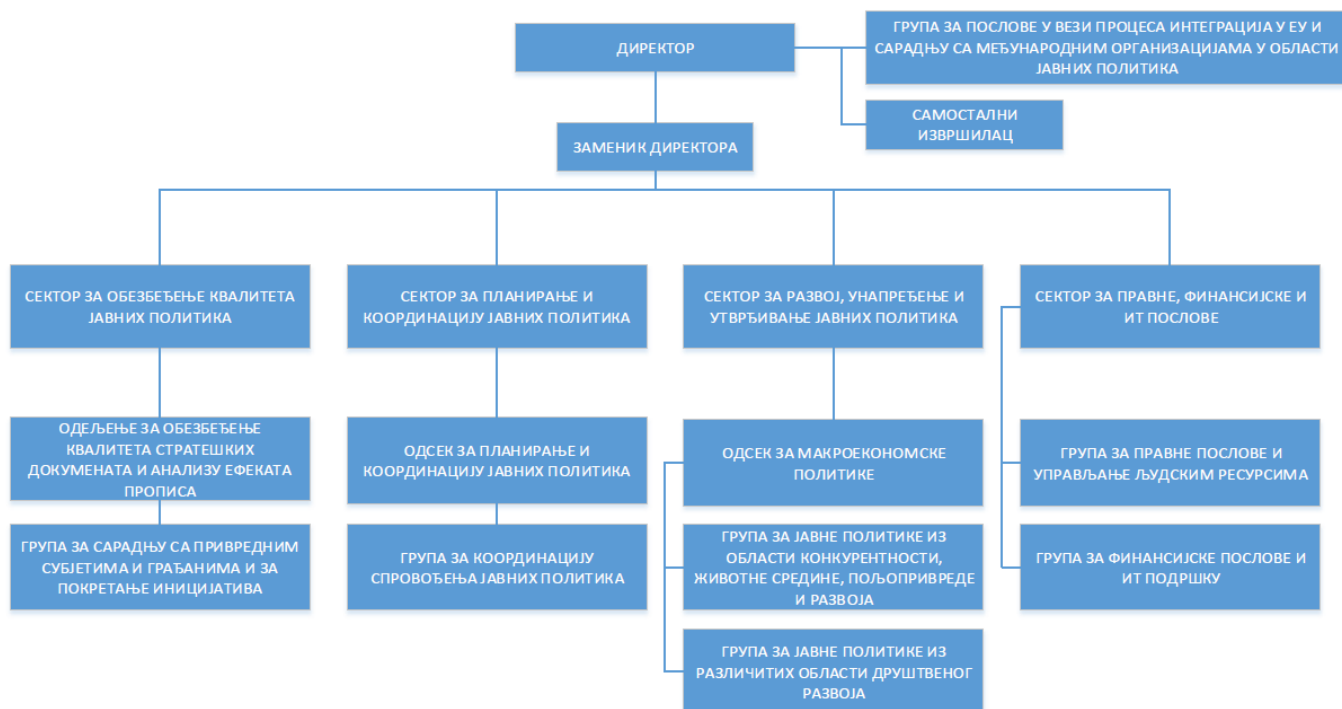 ДИРЕКТОР
ГРУПА ЗА ПОСЛОВЕ У ВЕЗИ ПРОЦЕСА ИНТЕГРАЦИЈА У ЕУ И
САРАДЊУ СА МЕЂУНАРОДНИМ ОРГАНИЗАЦИЈАМА У ОБЛАСТИ
ЈАВНИХ ПОЛИТИКА
САМОСТАЛНИ
ИЗВРШИЛАЦ
ЗАМЕНИК ДИРЕКТОРА
СЕКТОР ЗА ОБЕЗБЕЂЕЊЕ КВАЛИТЕТА
ЈАВНИХ ПОЛИТИКА
СЕКТОР ЗА ПЛАНИРАЊЕ И
КООРДИНАЦИЈУ ЈАВНИХ ПОЛИТИКА
СЕКТОР ЗА РАЗВОЈ, УНАПРЕЂЕЊЕ И
УТВРЂИВАЊЕ ЈАВНИХ ПОЛИТИКА
СЕКТОР ЗА ПРАВНЕ, ФИНАНСИЈСКЕ И
ИТ ПОСЛОВЕ
ОДЕЉЕЊЕ ЗА ОБЕЗБЕЂЕЊЕ
КВАЛИТЕТА СТРАТЕШКИХ
ДОКУМЕНАТА И АНАЛИЗУ ЕФЕКАТА
ПРОПИСА
ОДСЕК ЗА ПЛАНИРАЊЕ И
КООРДИНАЦИЈУ ЈАВНИХ ПОЛИТИКА
ОДСЕК ЗА МАКРОЕКОНОМСКЕ
ПОЛИТИКЕ
ГРУПА ЗА ПРАВНЕ ПОСЛОВЕ И
УПРАВЉАЊЕ ЉУДСКИМ РЕСУРСИМА
ГРУПА ЗА САРАДЊУ СА ПРИВРЕДНИМ
СУБЈЕТИМА И ГРАЂАНИМА И ЗА
ПОКРЕТАЊЕ ИНИЦИЈАТИВА
ГРУПА ЗА КООРДИНАЦИЈУ
СПРОВОЂЕЊА ЈАВНИХ ПОЛИТИКА
ГРУПА ЗА ЈАВНЕ ПОЛИТИКЕ ИЗ
ОБЛАСТИ КОНКУРЕНТНОСТИ,
ЖИВОТНЕ СРЕДИНЕ, ПОЉОПРИВРЕДЕ
И РАЗВОЈА
ГРУПА ЗА ФИНАНСИЈСКЕ ПОСЛОВЕ И
ИТ ПОДРШКУ
ГРУПА ЗА ЈАВНЕ ПОЛИТИКЕ ИЗ
РАЗЛИЧИТИХ ОБЛАСТИ ДРУШТВЕНОГ
РАЗВОЈА